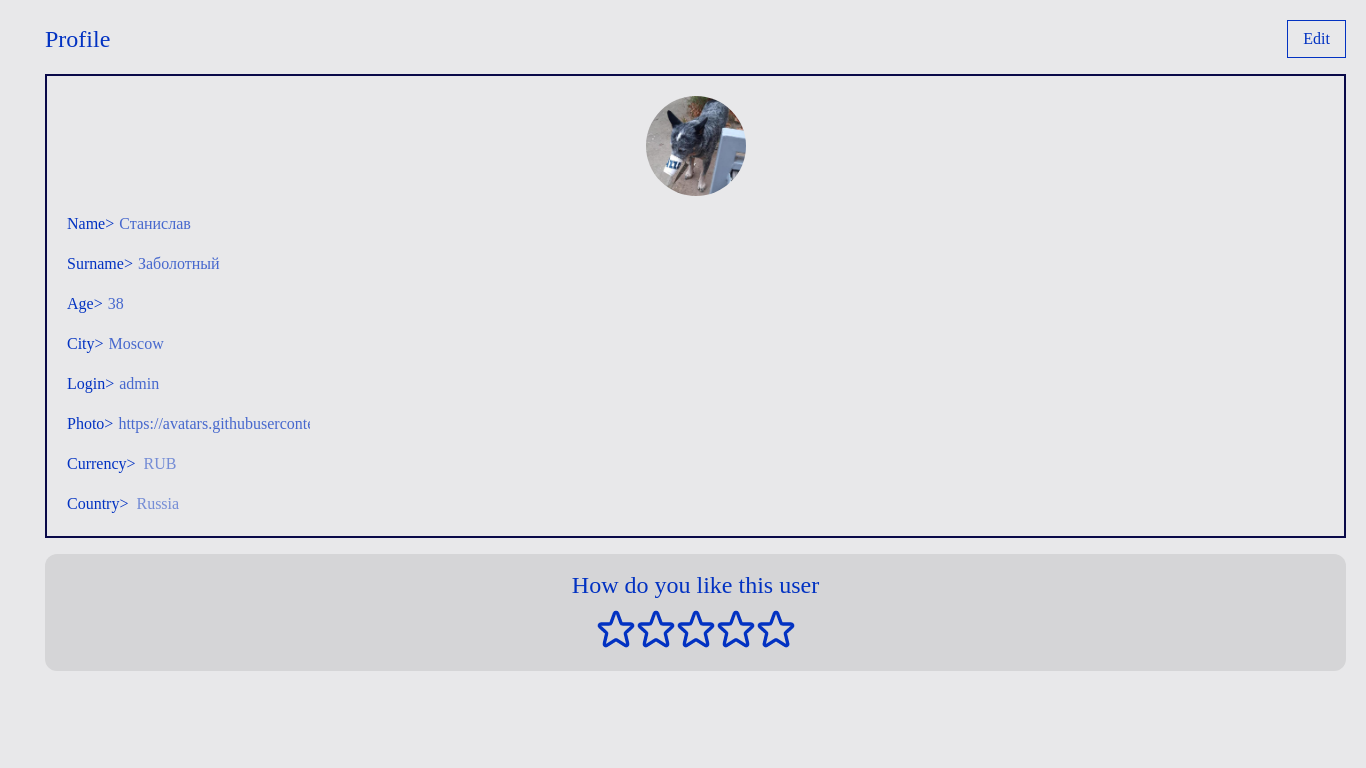 Profile
Edit
Name> Станислав
Surname> Заболотный
Age> 38
City> Moscow
Login> admin
Photo> https://avatars.githubuserconte
Currency> RUB
Country> Russia
How do you like this user